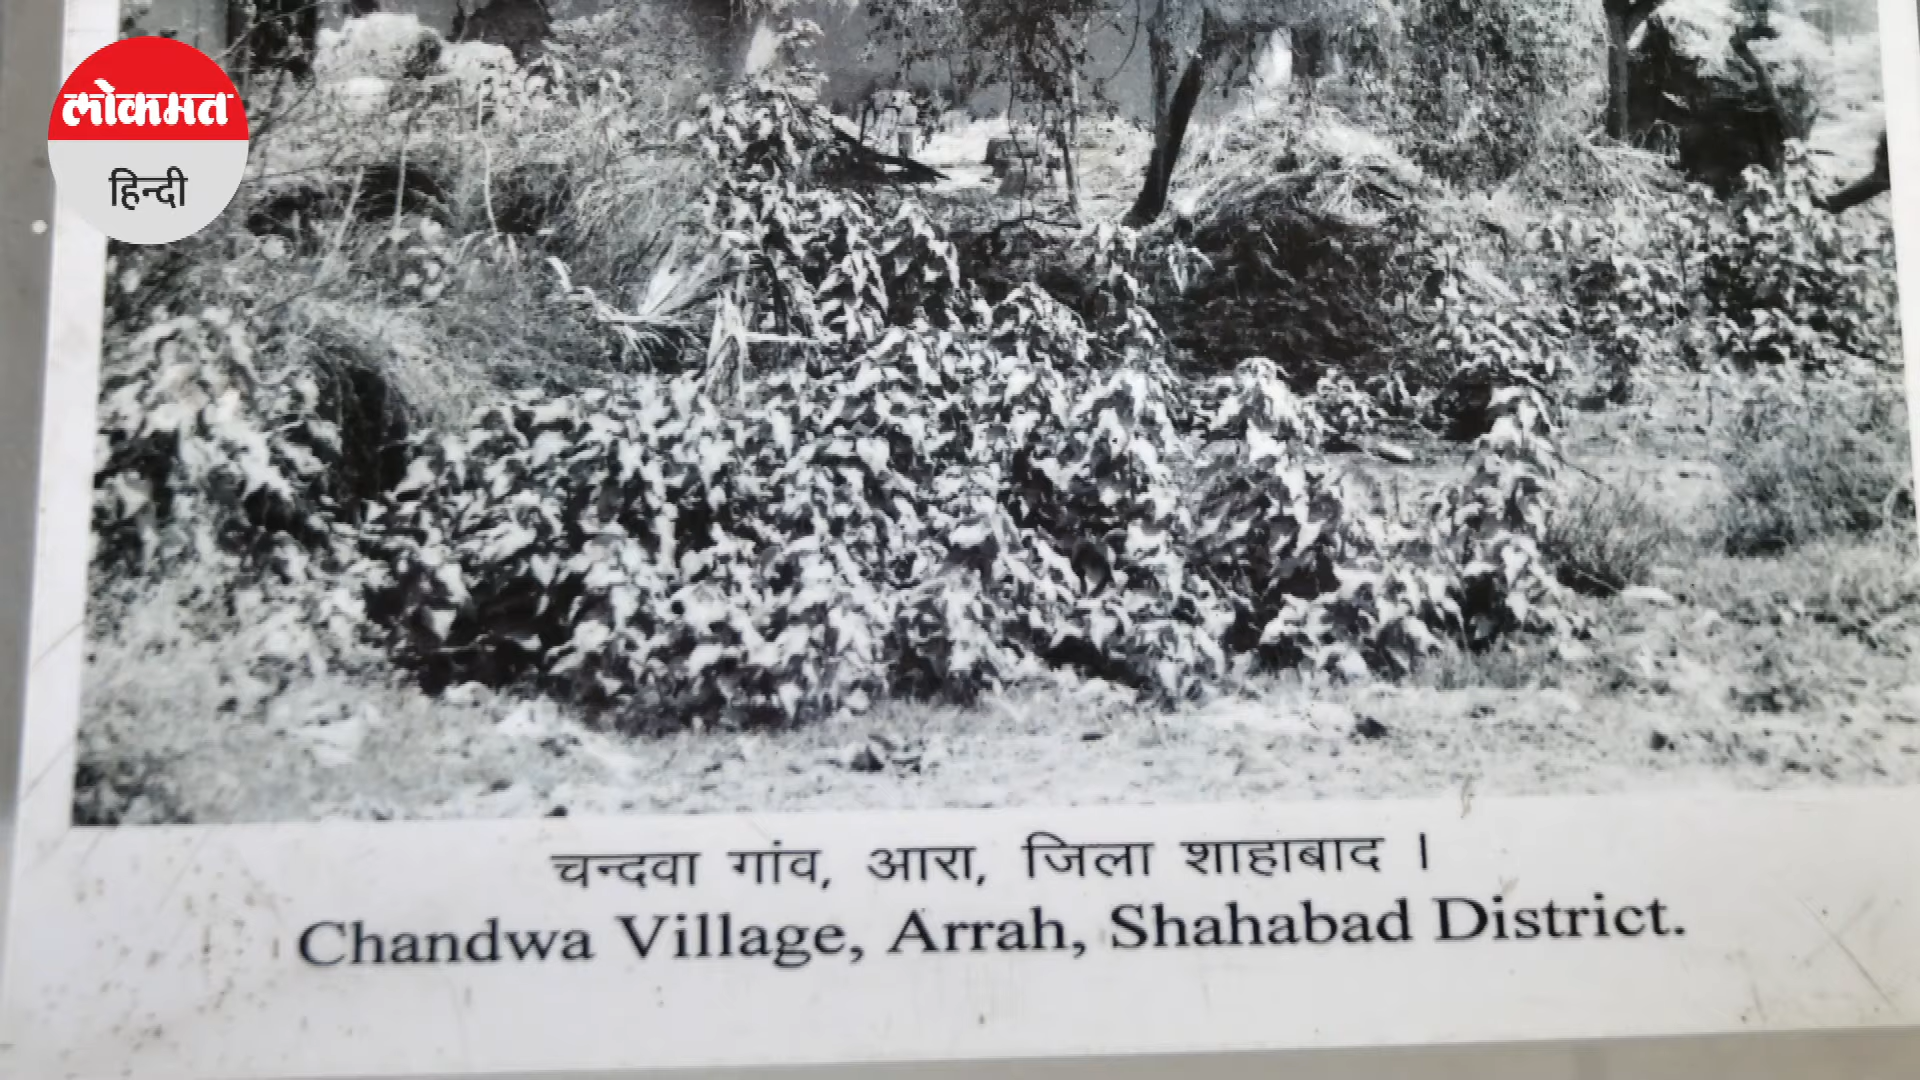 लोकमत
हिन्दी
चन्दवा गांव, आरा, जिला शाहाबाद ।
Chandwa Village, Arrah, Shahabad District.